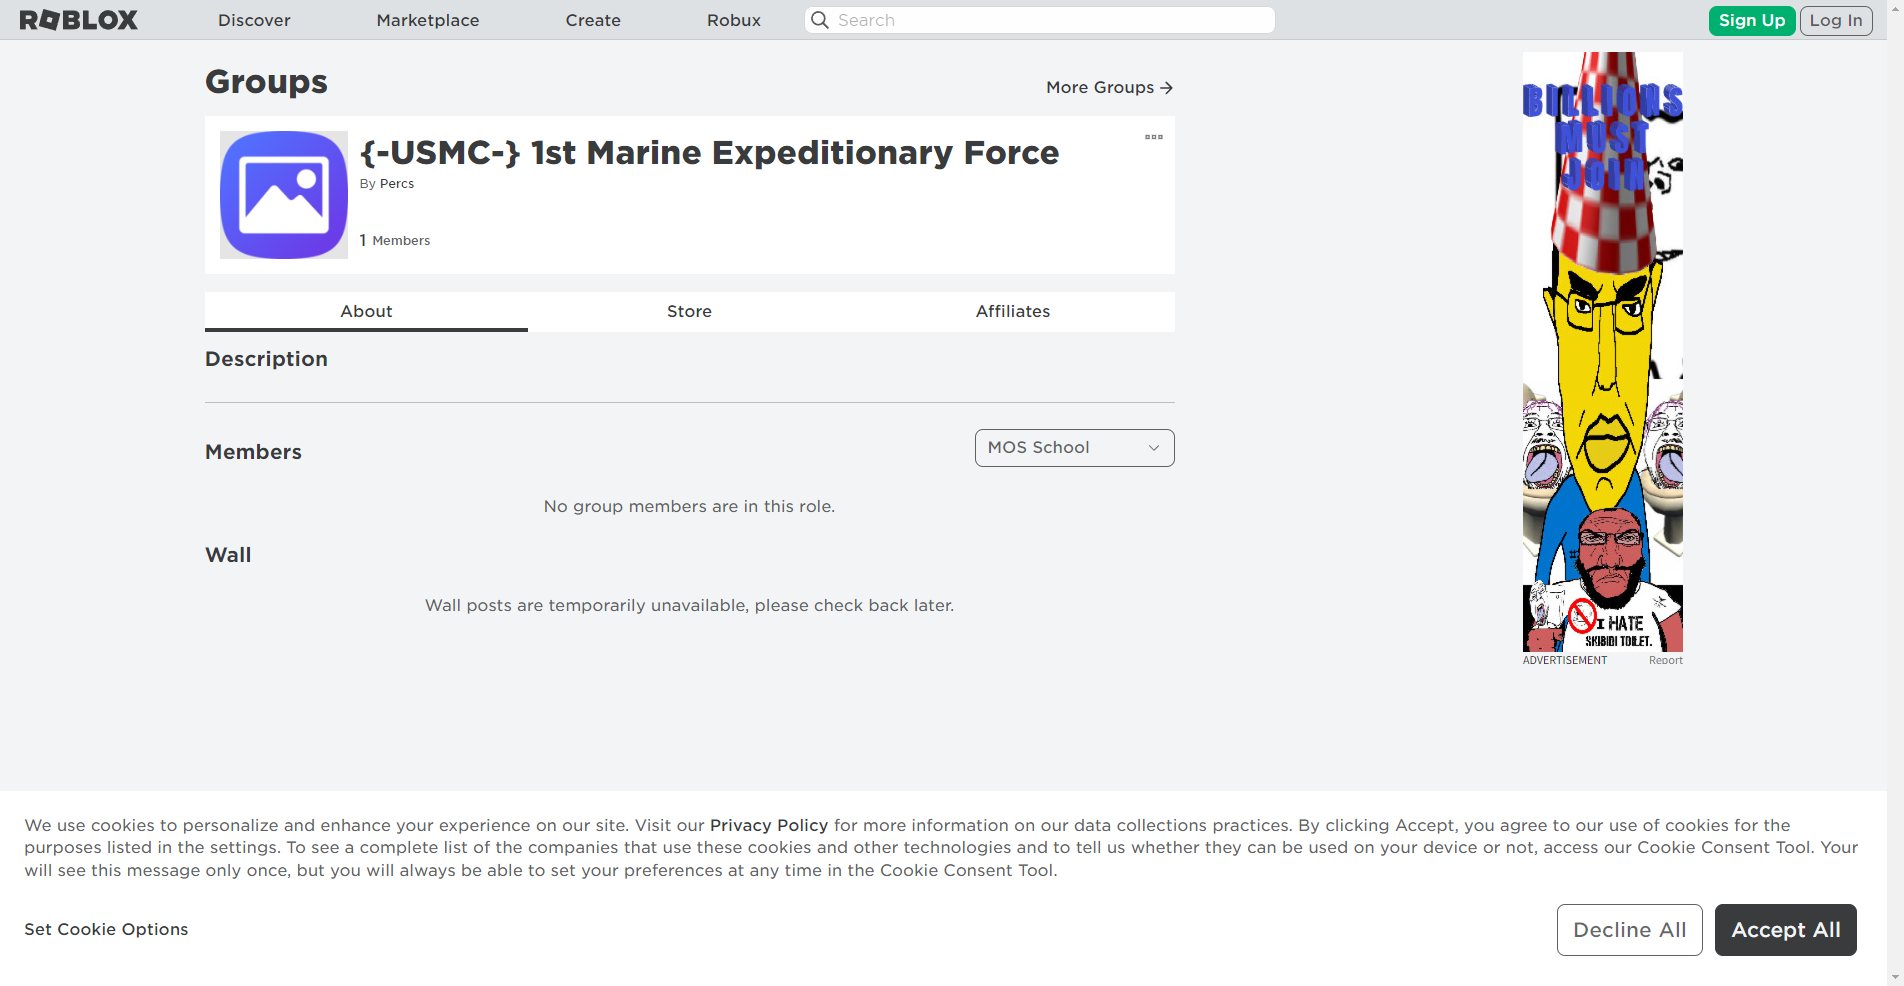 ROBLOX
Discover
Marketplace
Create
Robux
Search
Sign Up
Log In
Groups
More Groups →
{-USMC-} 1st Marine Expeditionary Force
By Percs
1 Members
About
Store
Affiliates
Description
Members
MOS School
No group members are in this role.
Wall
Wall posts are temporarily unavailable, please check back later.
BILLIONS
MUST
JOIN
I HATE
SKIBIDI TOILET.
ADVERTISEMENT
Report
We use cookies to personalize and enhance your experience on our site. Visit our Privacy Policy for more information on our data collections practices. By clicking Accept, you agree to our use of cookies for the
purposes listed in the settings. To see a complete list of the companies that use these cookies and other technologies and to tell us whether they can be used on your device or not, access our Cookie Consent Tool. Your
will see this message only once, but you will always be able to set your preferences at any time in the Cookie Consent Tool.
Set Cookie Options
Decline All
Accept All